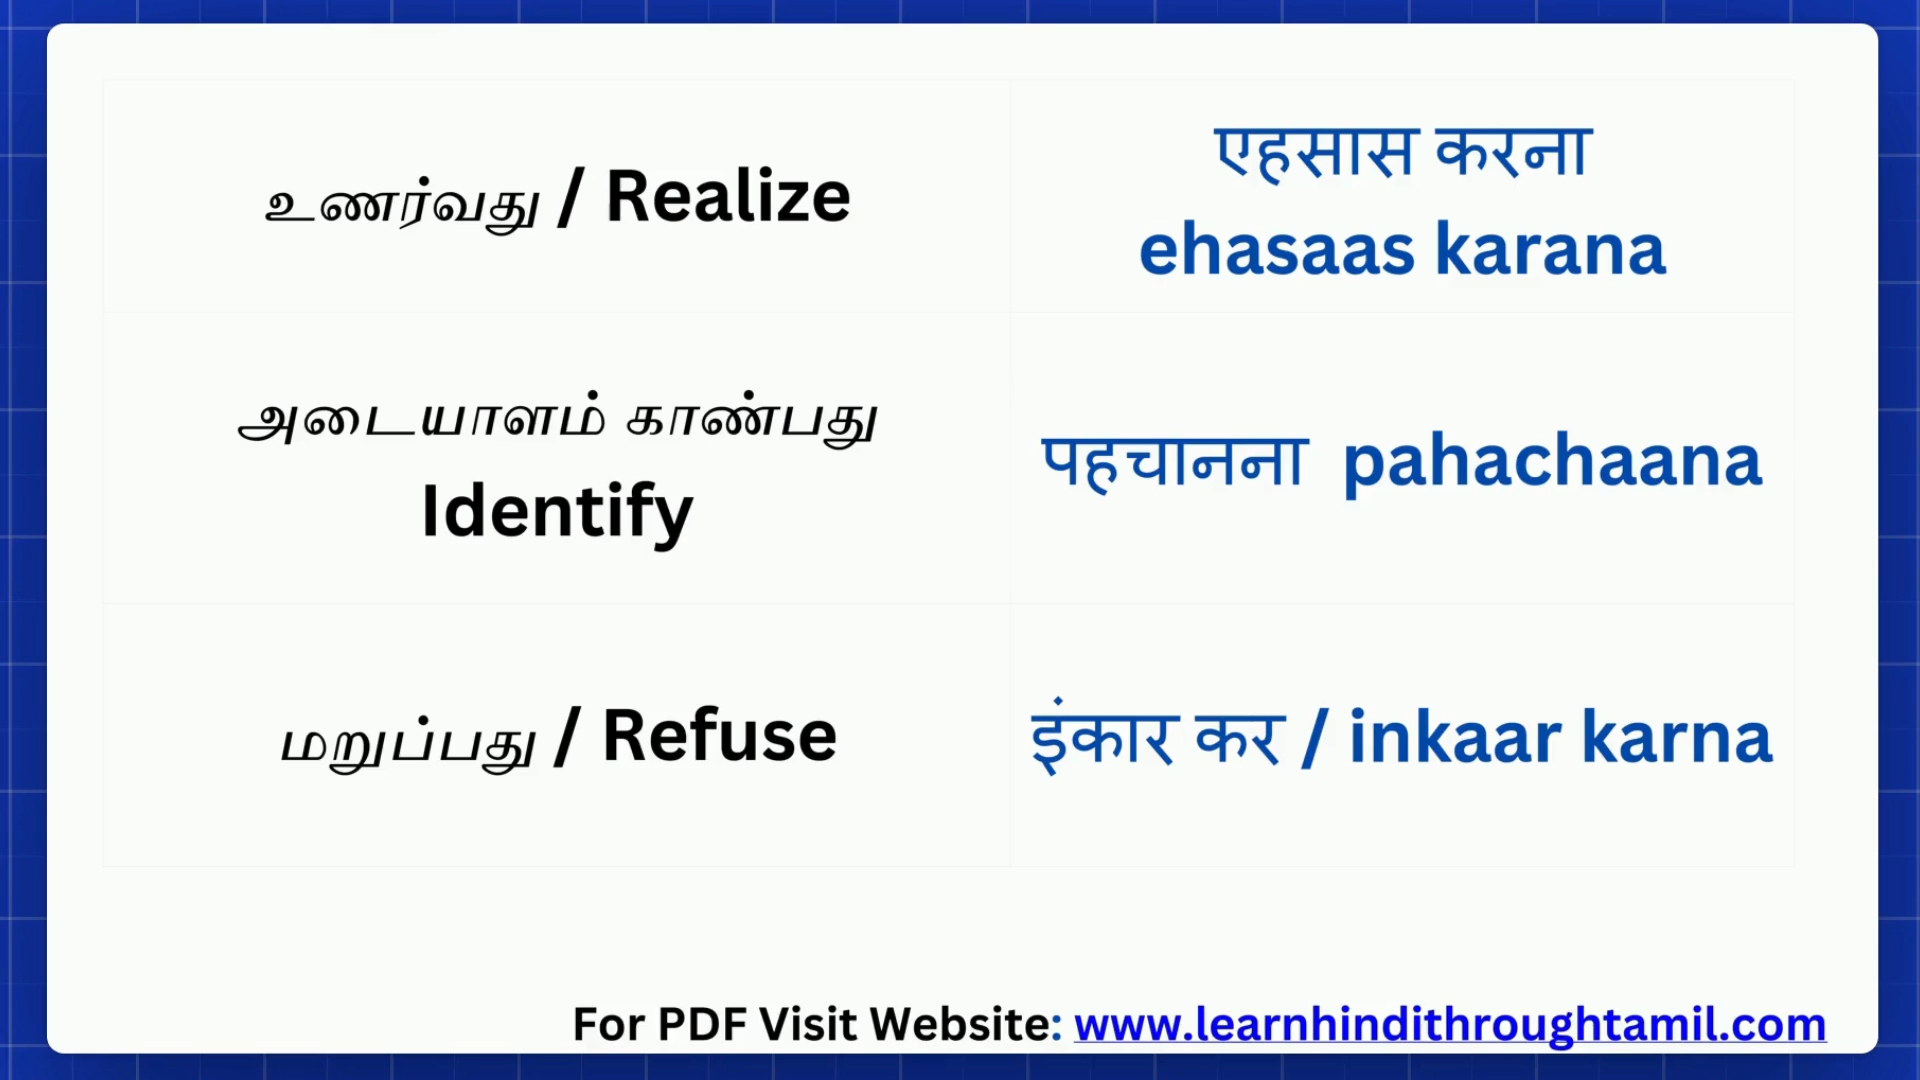 உணர்வது / Realize
एहसास करना
ehasaas karana
அடையாளம் காண்பது
Identify
पहचानना pahachaana
மறுப்பது / Refuse
इंकार कर / inkaar karna
For PDF Visit Website: www.learnhindithroughtamil.com